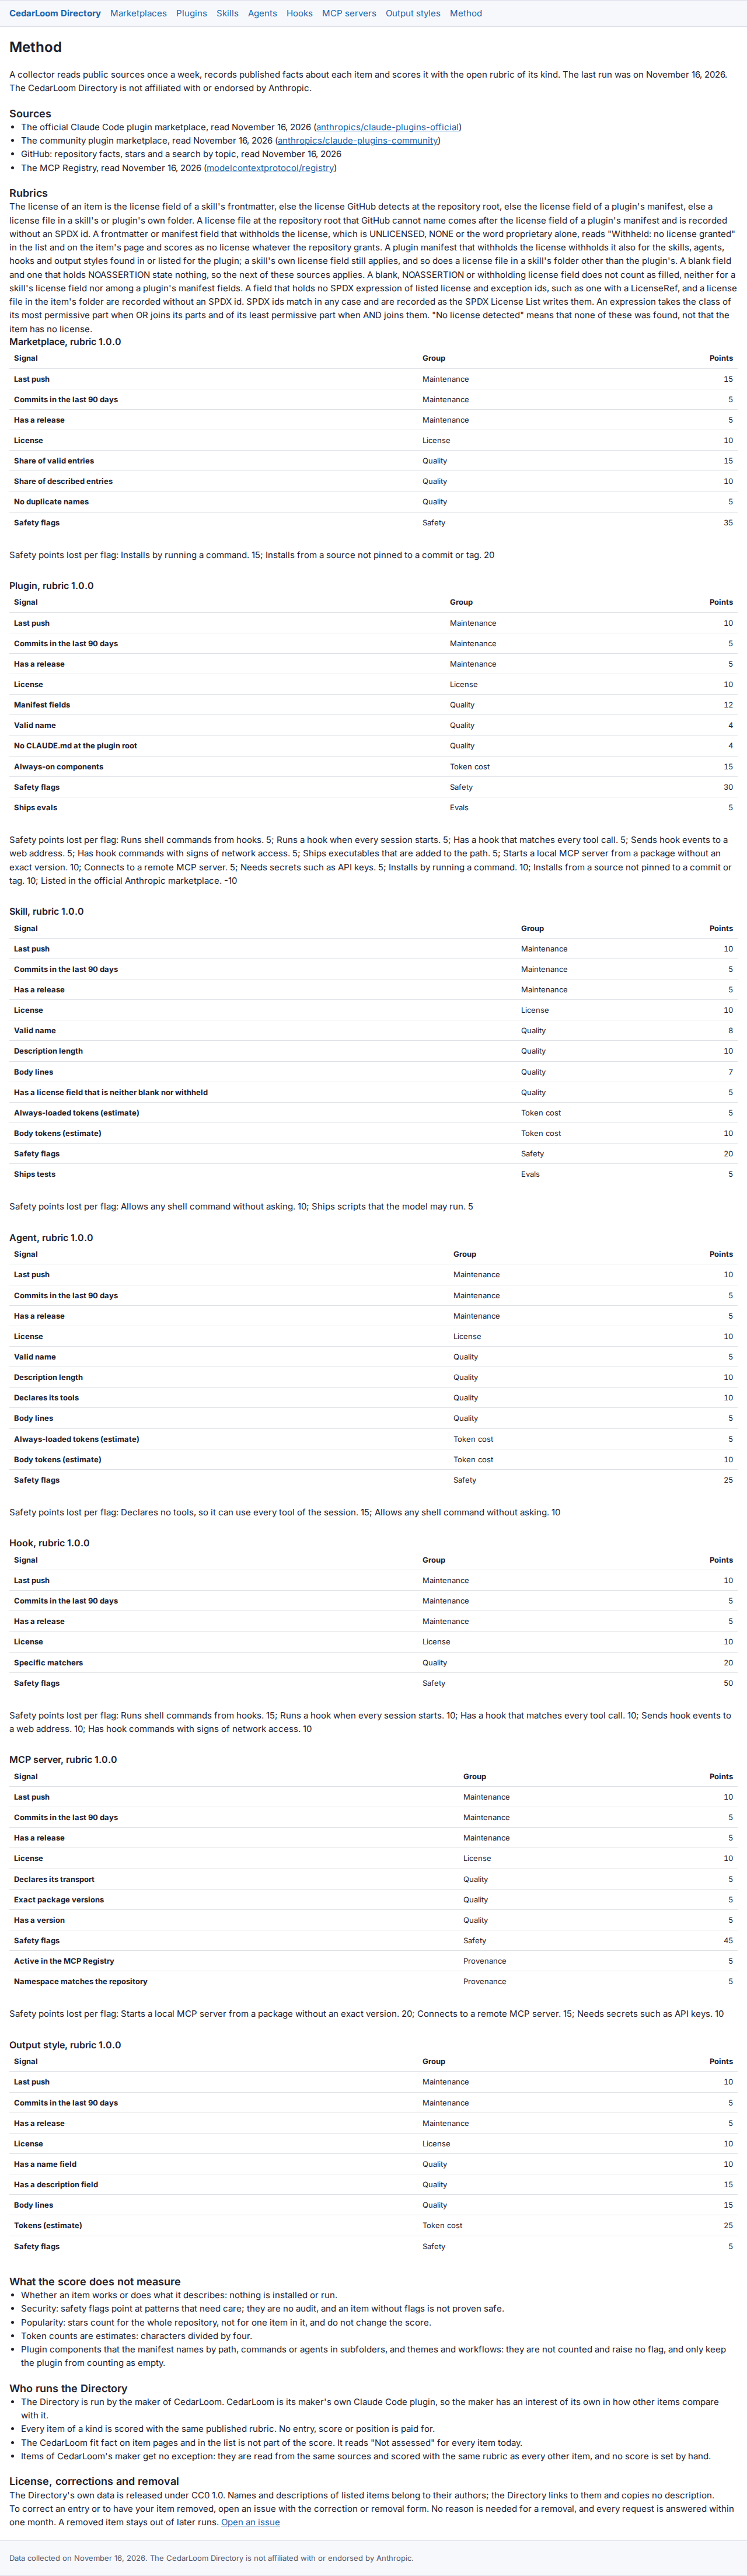 CedarLoom Directory Marketplaces Plugins Skills Agents Hooks MCP servers Output styles Method
Method
A collector reads public sources once a week, records published facts about each item and scores it with the open rubric of its kind. The last run was on November 16, 2026.
The CedarLoom Directory is not affiliated with or endorsed by Anthropic.
Sources
• The official Claude Code plugin marketplace, read November 16, 2026 (anthropics/claude-plugins-official)
• The community plugin marketplace, read November 16, 2026 (anthropics/claude-plugins-community)
• GitHub: repository facts, stars and a search by topic, read November 16, 2026
• The MCP Registry, read November 16, 2026 (modelcontextprotocol/registry)
Rubrics
The license of an item is the license field of a skill's frontmatter, else the license GitHub detects at the repository root, else the license field of a plugin's manifest, else a
license file in a skill's or plugin's own folder. A license file at the repository root that GitHub cannot name comes after the license field of a plugin's manifest and is recorded
without an SPDX id. A frontmatter or manifest field that withholds the license, which is UNLICENSED, NONE or the word proprietary alone, reads "Withheld: no license granted"
in the list and on the item's page and scores as no license whatever the repository grants. A plugin manifest that withholds the license withholds it also for the skills, agents,
hooks and output styles found in or listed for the plugin; a skill's own license field still applies, and so does a license file in a skill's folder other than the plugin's. A blank field
and one that holds NOASSERTION state nothing, so the next of these sources applies. A blank, NOASSERTION or withholding license field does not count as filled, neither for a
skill's license field nor among a plugin's manifest fields. A field that holds no SPDX expression of listed license and exception ids, such as one with a LicenseRef, and a license
file in the item's folder are recorded without an SPDX id. SPDX ids match in any case and are recorded as the SPDX License List writes them. An expression takes the class of
its most permissive part when OR joins its parts and of its least permissive part when AND joins them. "No license detected" means that none of these was found, not that the
item has no license.
Marketplace, rubric 1.0.0
Signal Group Points
Last push Maintenance 15
Commits in the last 90 days Maintenance 5
Has a release Maintenance 5
License License 10
Share of valid entries Quality 15
Share of described entries Quality 10
No duplicate names Quality 5
Safety flags Safety 35
Safety points lost per flag: Installs by running a command. 15; Installs from a source not pinned to a commit or tag. 20
Plugin, rubric 1.0.0
Signal Group Points
Last push Maintenance 10
Commits in the last 90 days Maintenance 5
Has a release Maintenance 5
License License 10
Manifest fields Quality 12
Valid name Quality 4
No CLAUDE.md at the plugin root Quality 4
Always-on components Token cost 15
Safety flags Safety 30
Ships evals Evals 5
Safety points lost per flag: Runs shell commands from hooks. 5; Runs a hook when every session starts. 5; Has a hook that matches every tool call. 5; Sends hook events to a
web address. 5; Has hook commands with signs of network access. 5; Ships executables that are added to the path. 5; Starts a local MCP server from a package without an
exact version. 10; Connects to a remote MCP server. 5; Needs secrets such as API keys. 5; Installs by running a command. 10; Installs from a source not pinned to a commit or
tag. 10; Listed in the official Anthropic marketplace. -10
Skill, rubric 1.0.0
Signal Group Points
Last push Maintenance 10
Commits in the last 90 days Maintenance 5
Has a release Maintenance 5
License License 10
Valid name Quality 8
Description length Quality 10
Body lines Quality 7
Has a license field that is neither blank nor withheld Quality 5
Always-loaded tokens (estimate) Token cost 5
Body tokens (estimate) Token cost 10
Safety flags Safety 20
Ships tests Evals 5
Safety points lost per flag: Allows any shell command without asking. 10; Ships scripts that the model may run. 5
Agent, rubric 1.0.0
Signal Group Points
Last push Maintenance 10
Commits in the last 90 days Maintenance 5
Has a release Maintenance 5
License License 10
Valid name Quality 5
Description length Quality 10
Declares its tools Quality 10
Body lines Quality 5
Always-loaded tokens (estimate) Token cost 5
Body tokens (estimate) Token cost 10
Safety flags Safety 25
Safety points lost per flag: Declares no tools, so it can use every tool of the session. 15; Allows any shell command without asking. 10
Hook, rubric 1.0.0
Signal Group Points
Last push Maintenance 10
Commits in the last 90 days Maintenance 5
Has a release Maintenance 5
License License 10
Specific matchers Quality 20
Safety flags Safety 50
Safety points lost per flag: Runs shell commands from hooks. 15; Runs a hook when every session starts. 10; Has a hook that matches every tool call. 10; Sends hook events to
a web address. 10; Has hook commands with signs of network access. 10
MCP server, rubric 1.0.0
Signal Group Points
Last push Maintenance 10
Commits in the last 90 days Maintenance 5
Has a release Maintenance 5
License License 10
Declares its transport Quality 5
Exact package versions Quality 5
Has a version Quality 5
Safety flags Safety 45
Active in the MCP Registry Provenance 5
Namespace matches the repository Provenance 5
Safety points lost per flag: Starts a local MCP server from a package without an exact version. 20; Connects to a remote MCP server. 15; Needs secrets such as API keys. 10
Output style, rubric 1.0.0
Signal Group Points
Last push Maintenance 10
Commits in the last 90 days Maintenance 5
Has a release Maintenance 5
License License 10
Has a name field Quality 10
Has a description field Quality 15
Body lines Quality 15
Tokens (estimate) Token cost 25
Safety flags Safety 5
What the score does not measure
• Whether an item works or does what it describes: nothing is installed or run.
• Security: safety flags point at patterns that need care; they are no audit, and an item without flags is not proven safe.
• Popularity: stars count for the whole repository, not for one item in it, and do not change the score.
• Token counts are estimates: characters divided by four.
• Plugin components that the manifest names by path, commands or agents in subfolders, and themes and workflows: they are not counted and raise no flag, and only keep
the plugin from counting as empty.
Who runs the Directory
• The Directory is run by the maker of CedarLoom. CedarLoom is its maker's own Claude Code plugin, so the maker has an interest of its own in how other items compare
with it.
• Every item of a kind is scored with the same published rubric. No entry, score or position is paid for.
• The CedarLoom fit fact on item pages and in the list is not part of the score. It reads "Not assessed" for every item today.
• Items of CedarLoom's maker get no exception: they are read from the same sources and scored with the same rubric as every other item, and no score is set by hand.
License, corrections and removal
The Directory's own data is released under CC0 1.0. Names and descriptions of listed items belong to their authors; the Directory links to them and copies no description.
To correct an entry or to have your item removed, open an issue with the correction or removal form. No reason is needed for a removal, and every request is answered within
one month. A removed item stays out of later runs. Open an issue
Data collected on November 16, 2026. The CedarLoom Directory is not affiliated with or endorsed by Anthropic.